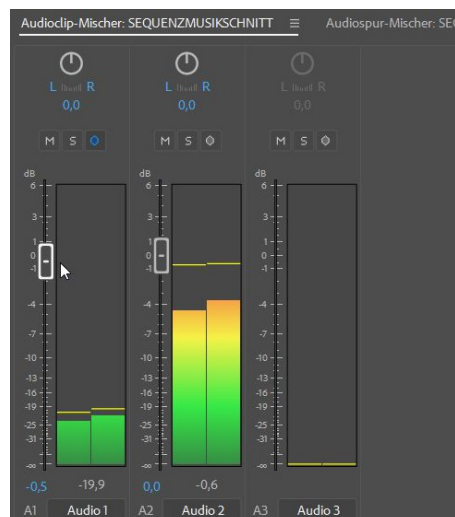 Audioclip-Mischer: SEQUENZMUSIKSCHNITT ☰ Audiospur-Mischer: SE
L R L R L R
0,0 0,0 0,0
M S M S M S
dB dB dB
6 6 6
3 3 3
1 1 1
0 0 0
-1 -1 -1
-4 -4 -4
-7 -7 -7
-10 -10 -10
-13 -13 -13
-16 -16 -16
-19 -19 -19
-25 -25 -25
-31 -31 -31
-∞ -∞ -∞
-0,5 -19,9 0,0 -0,6
A1 Audio 1 A2 Audio 2 A3 Audio 3